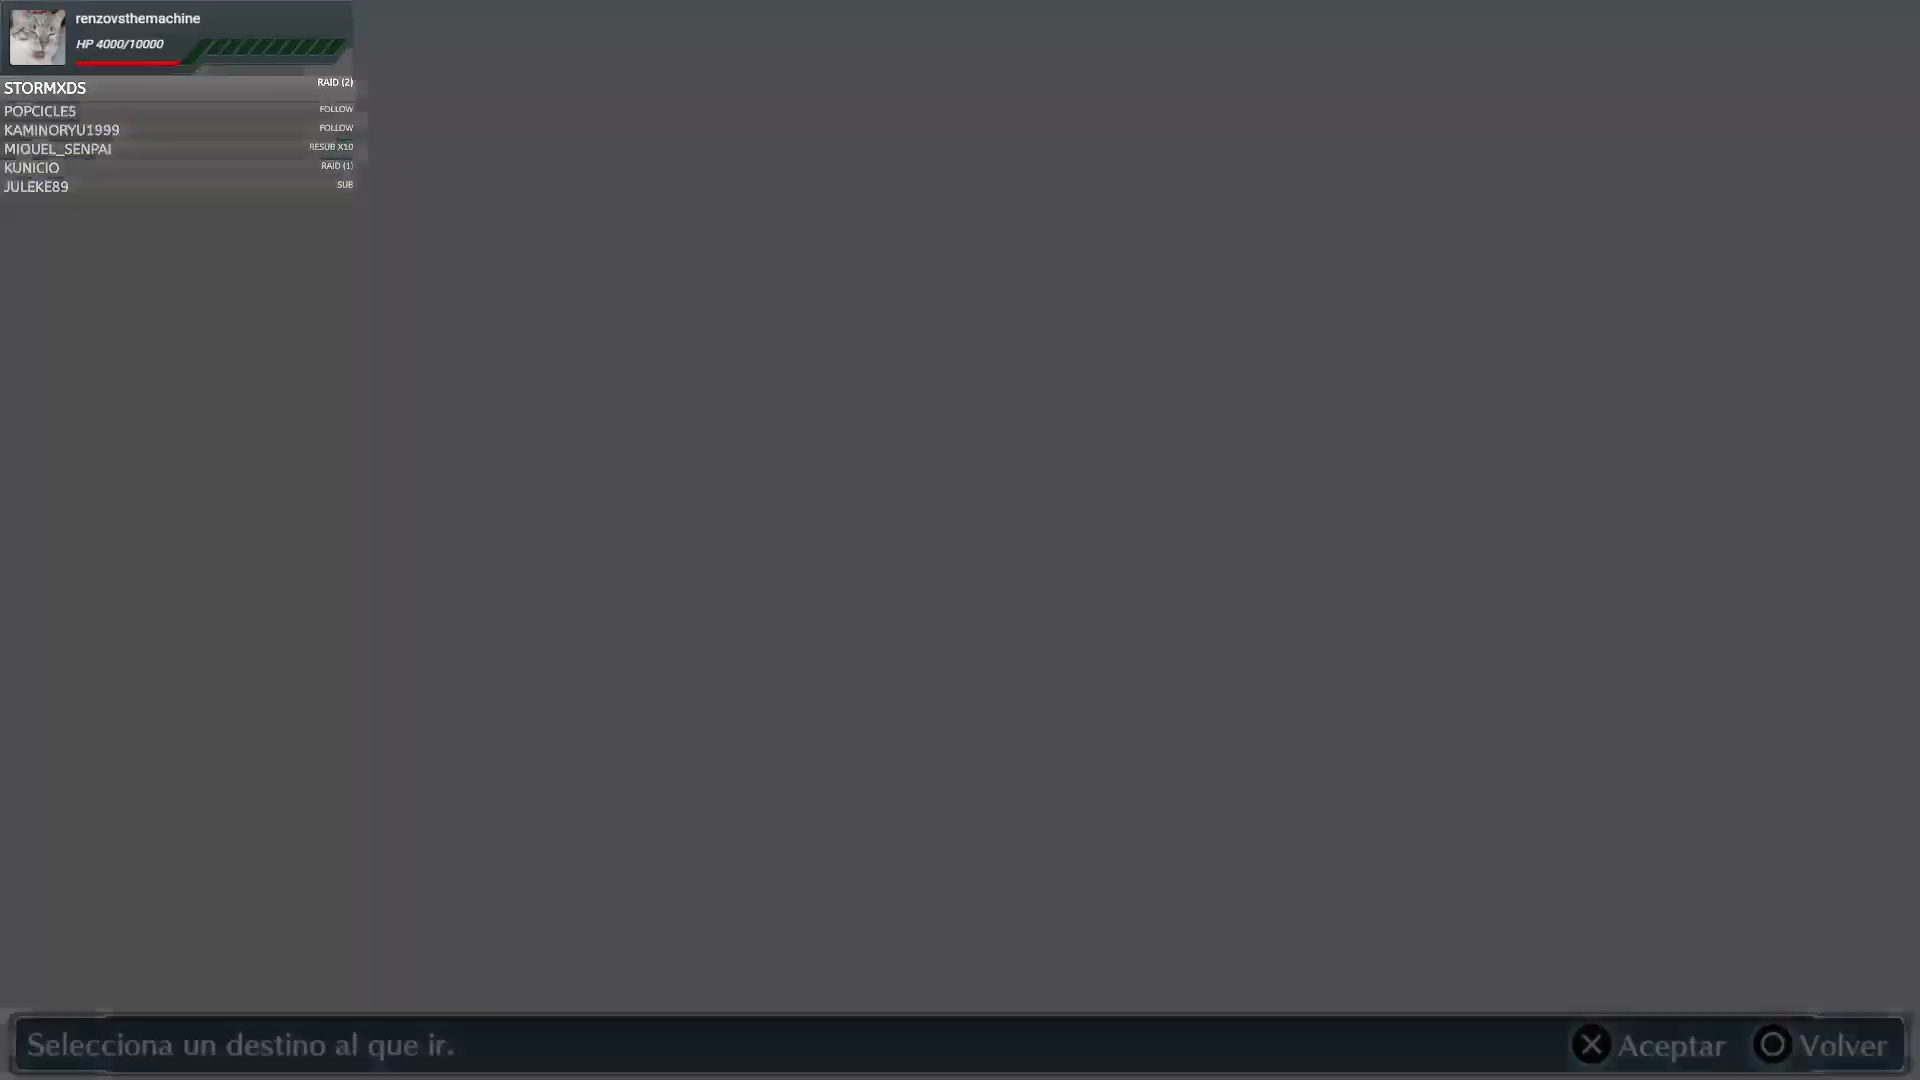 renzovsthemachine
HP 4000/10000
STORMXDS RAID (2)
POPCICLE5 FOLLOW
KAMINORYU1999 FOLLOW
MIQUEL_SENPAI RESUB X10
KUNICIO RAID (1)
JULEKE89 SUB
Selecciona un destino al que ir. Aceptar Volver